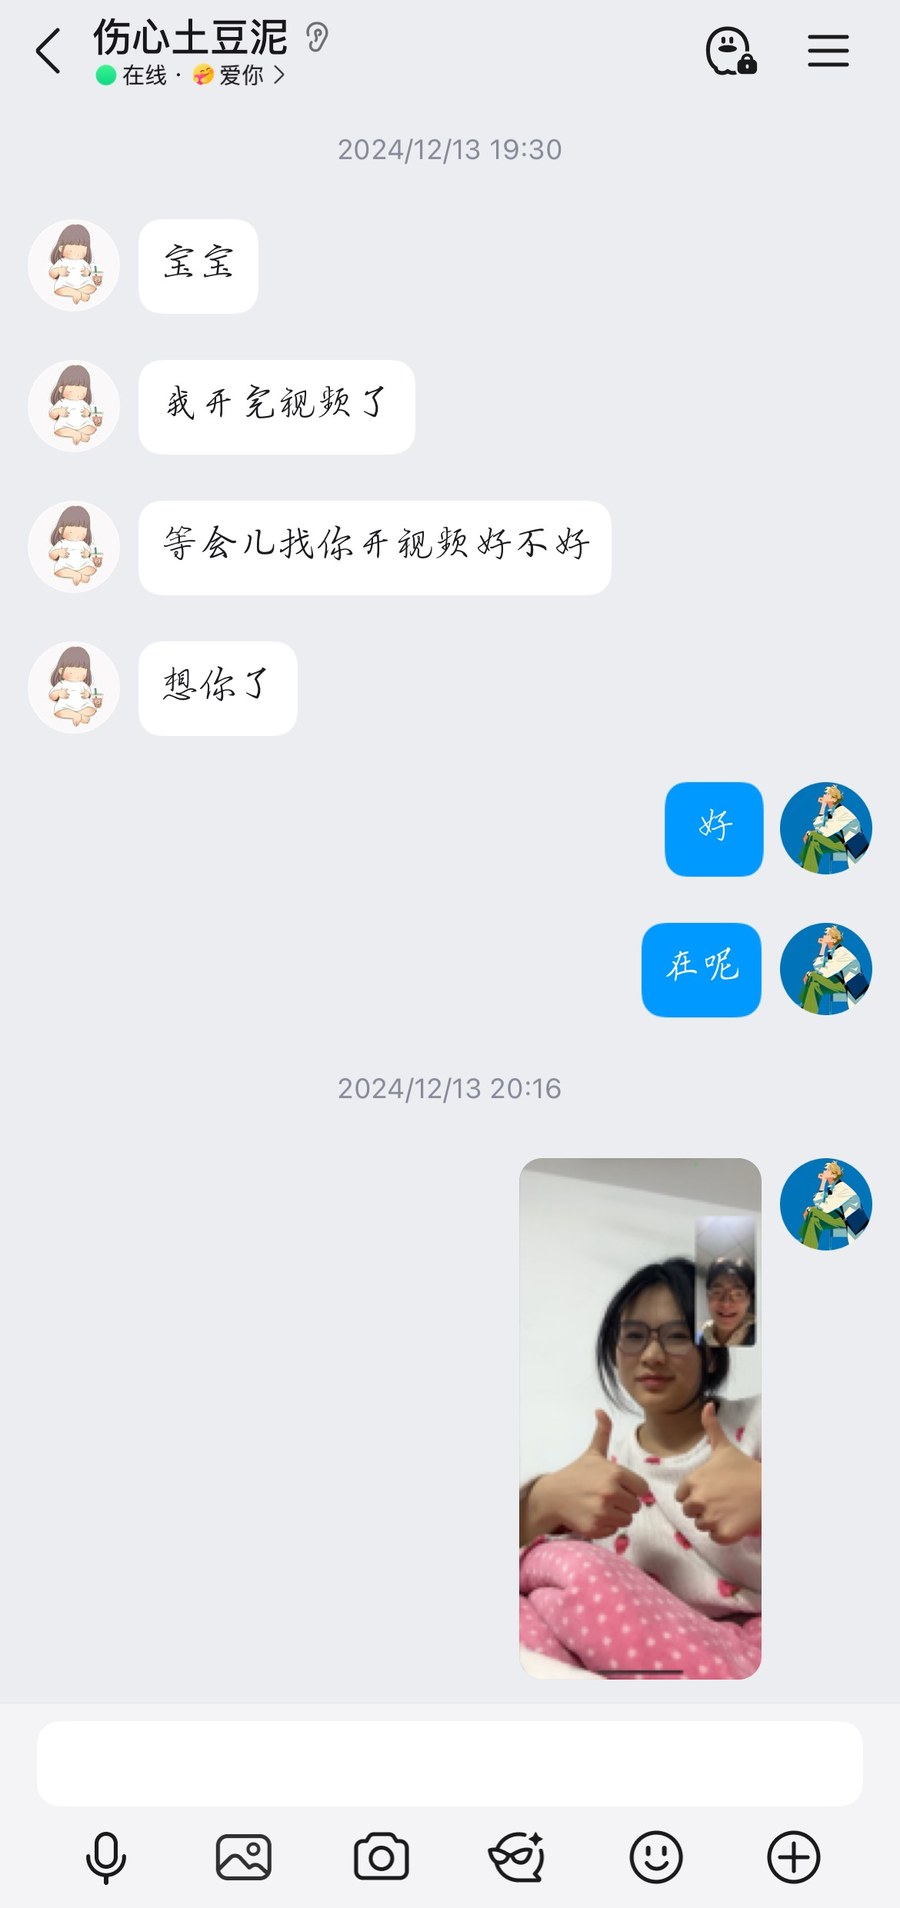 伤心土豆泥
在线 · 爱你
2024/12/13 19:30
宝宝
我开完视频了
等会儿找你开视频好不好
想你了
好
在呢
2024/12/13 20:16